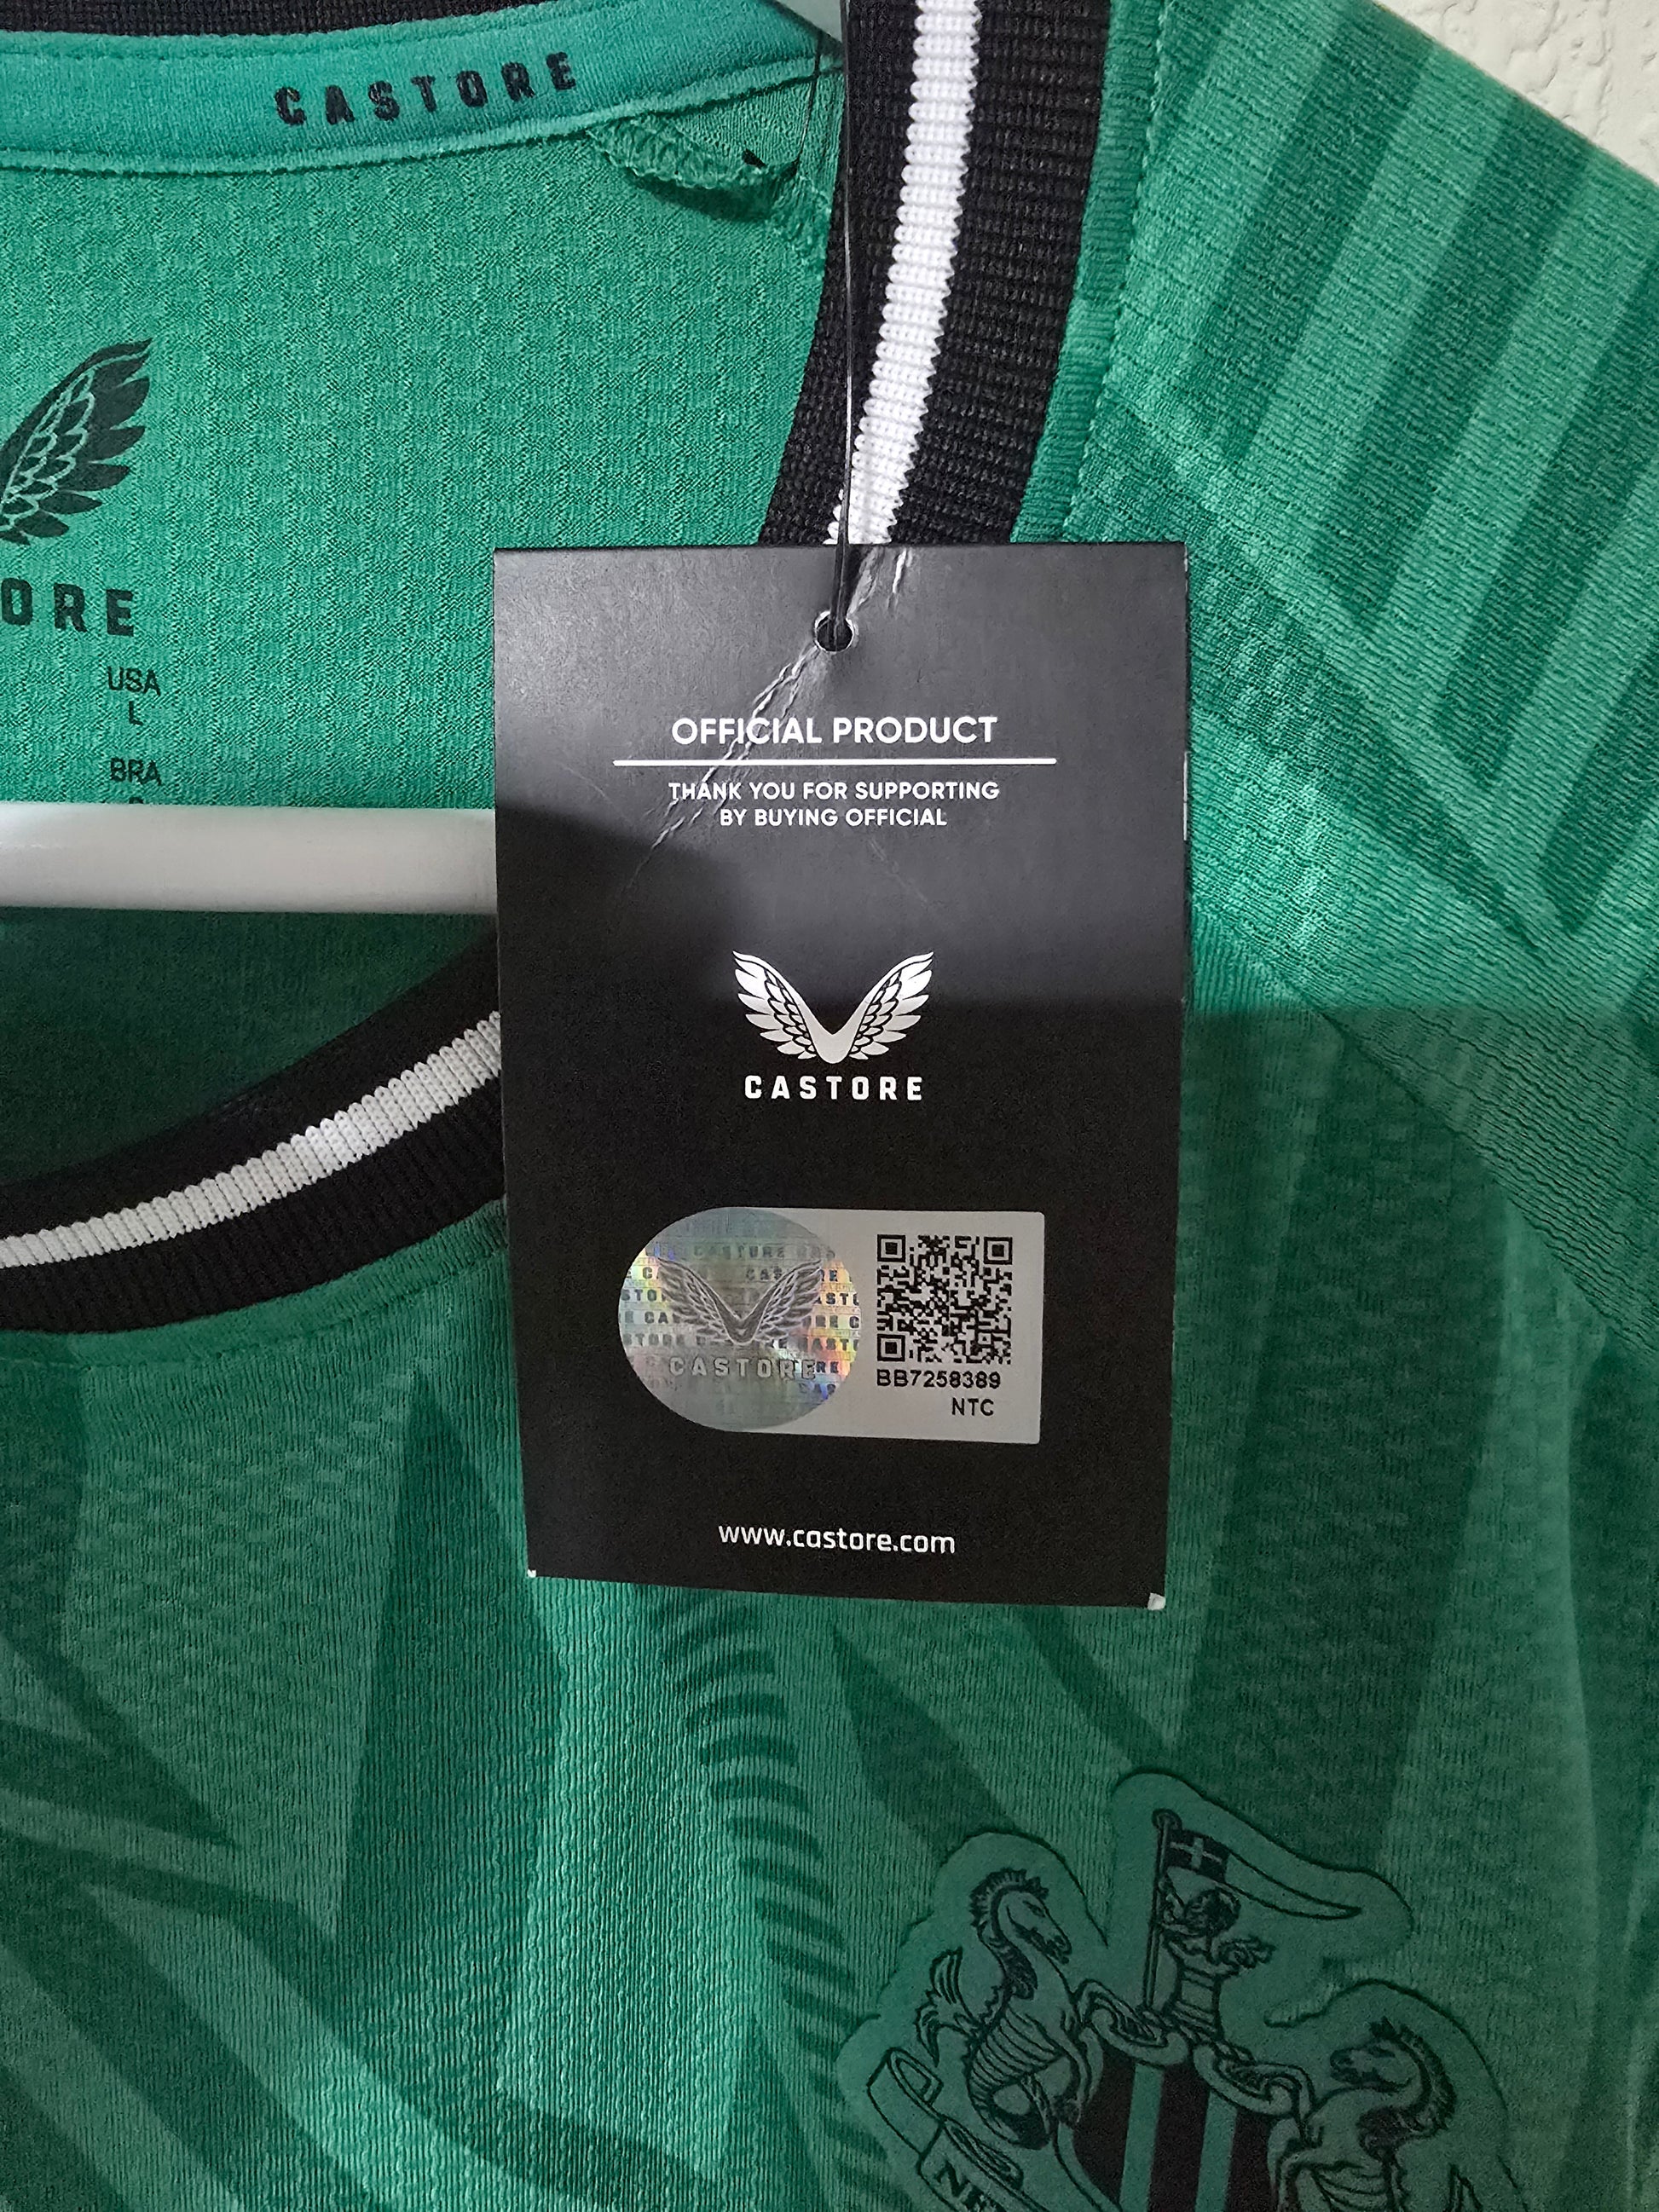 CASTORE
ORE
USA
L
BRA
OFFICIAL PRODUCT
THANK YOU FOR SUPPORTING
BY BUYING OFFICIAL
CASTORE
CASTORE
BB7258389
NTC
www.castore.com